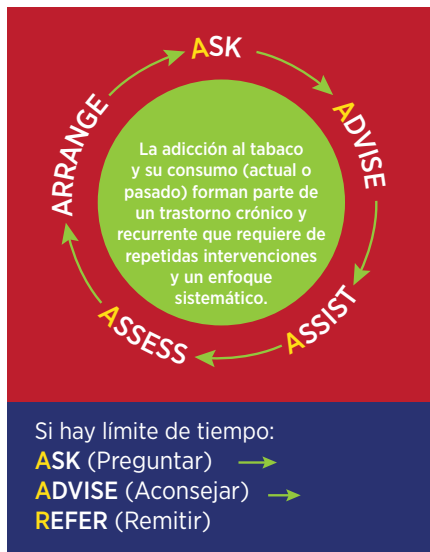 ASK
ADVISE
ASSIST
ASSESS
ARRANGE
La adicción al tabaco
y su consumo (actual o
pasado) forman parte de
un trastorno crónico y
recurrente que requiere de
repetidas intervenciones
y un enfoque
sistemático.
Si hay límite de tiempo:
ASK (Preguntar)
ADVISE (Aconsejar)
REFER (Remitir)